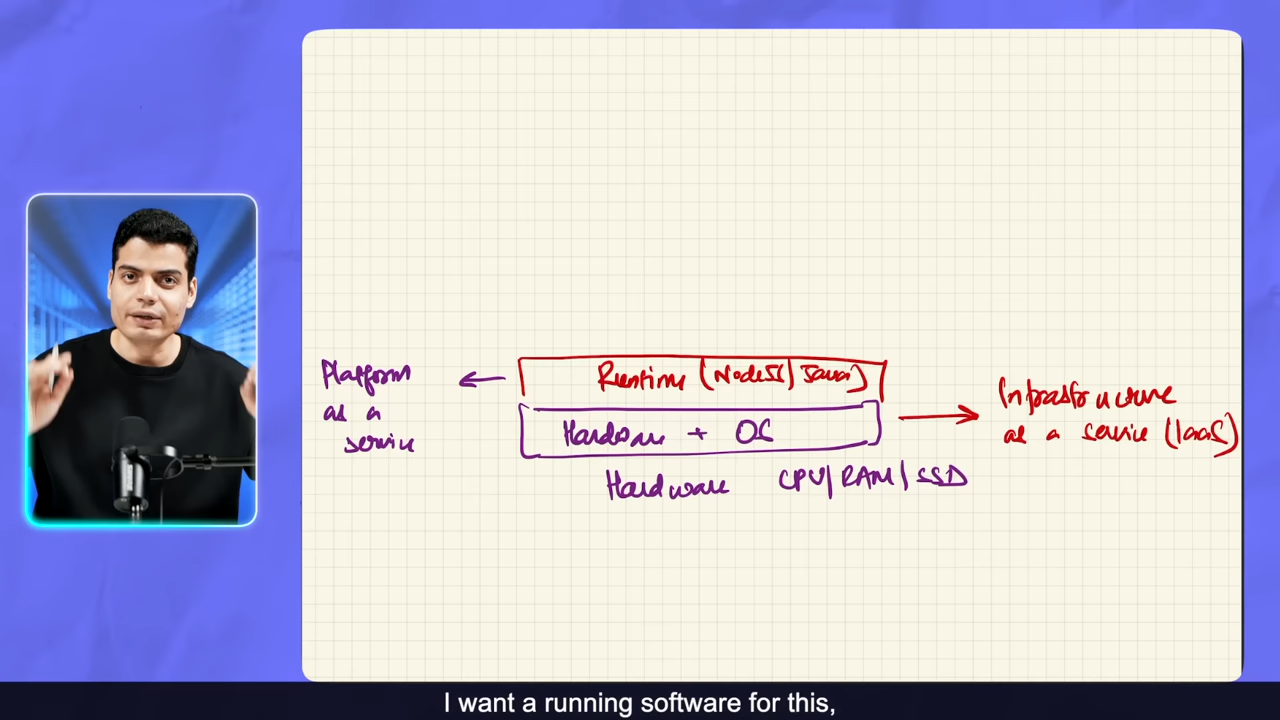 Platform
as a
service
Runtime (NodeJS| Java)
Hardware + OS
Hardware CPU/RAM/SSD
Infrastructure
as a service (IaaS)
I want a running software for this,